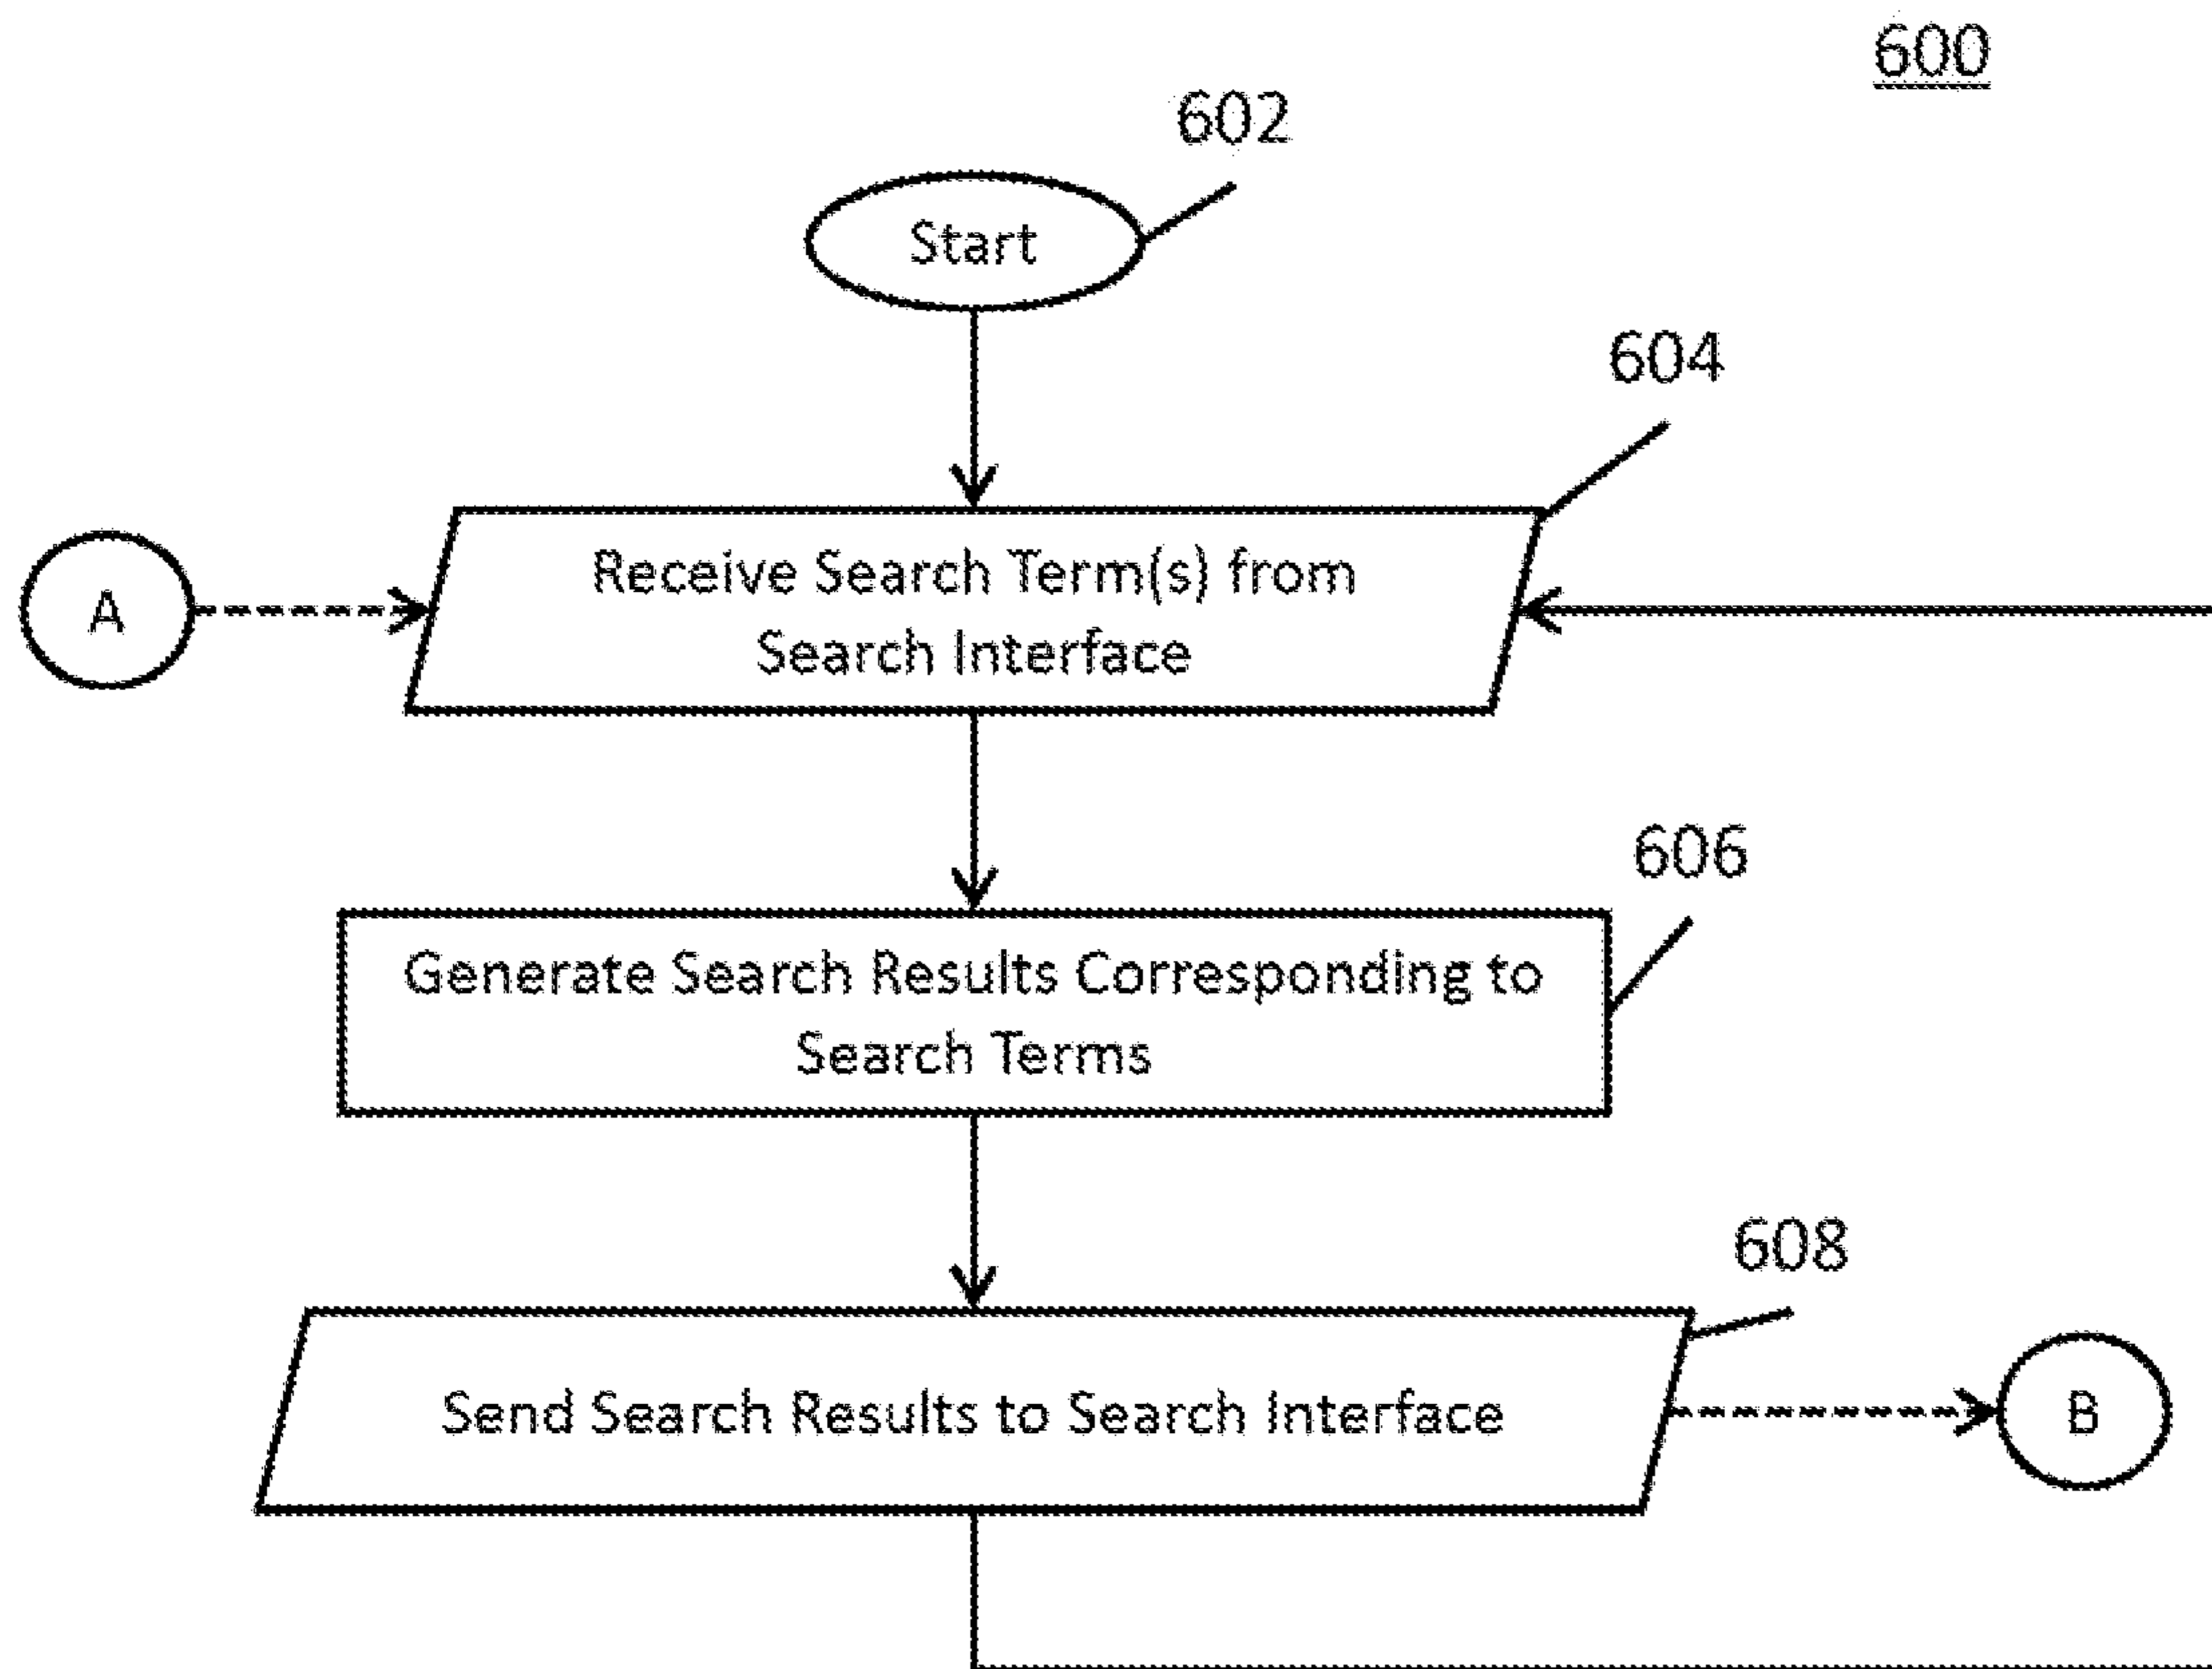 600
602
Start
604
A
Receive Search Term(s) from
Search Interface
606
Generate Search Results Corresponding to
Search Terms
608
Send Search Results to Search Interface
B